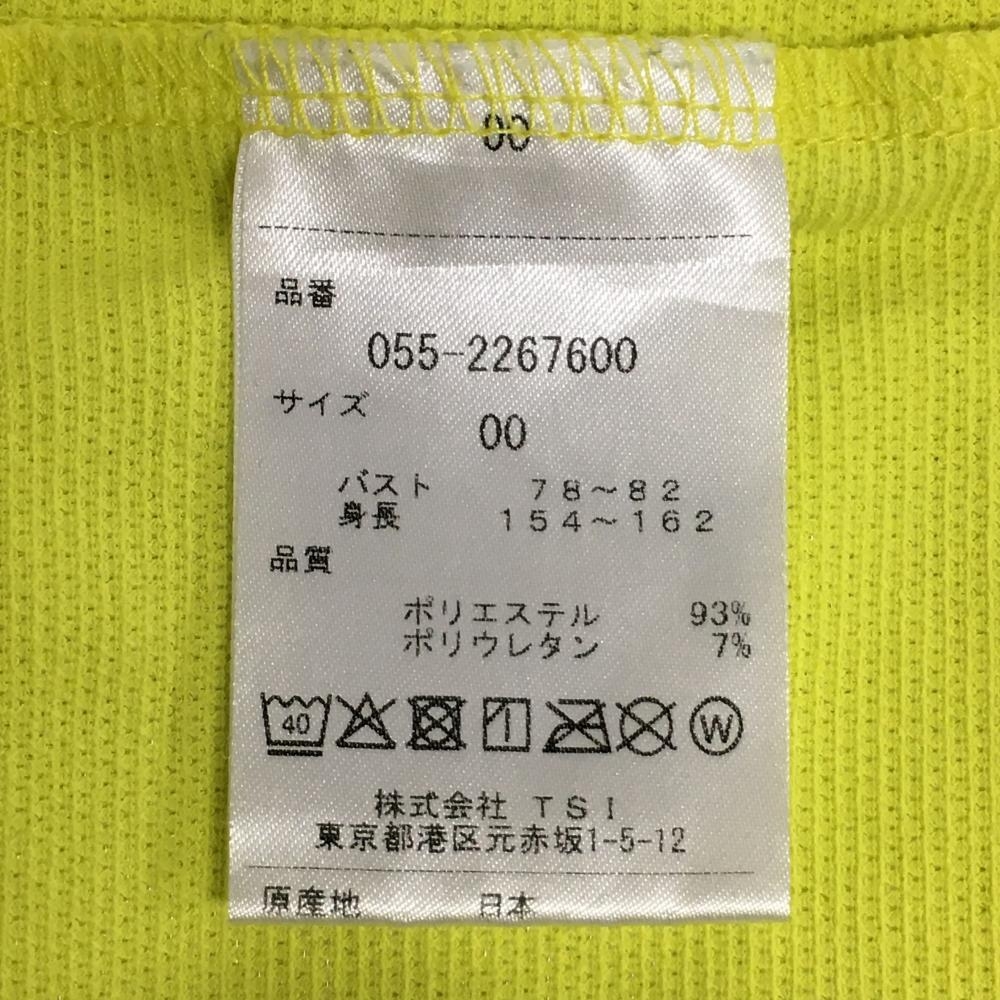 00
品番
055-2267600
サイズ
00
バスト 78～82
身長 154～162
品質
ポリエステル 93%
ポリウレタン 7%
40 W
株式会社 TSI
東京都港区元赤坂1-5-12
原産地 日本